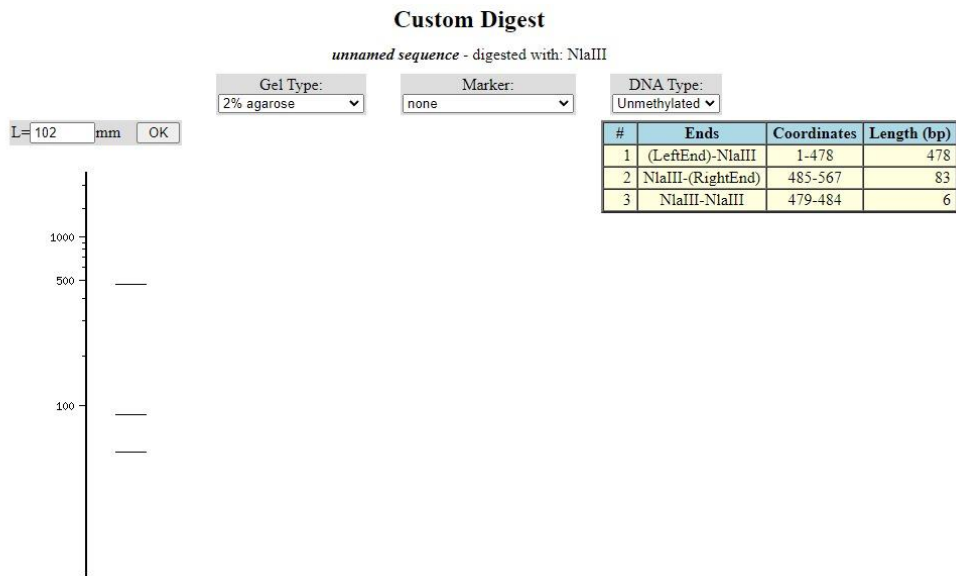 Custom Digest
unnamed sequence - digested with: NlaIII
Gel Type: Marker: DNA Type:
2% agarose none Unmethylated
L= 102 mm OK
# Ends Coordinates Length (bp)
1 (LeftEnd)-NlaIII 1-478 478
2 NlaIII-(RightEnd) 485-567 83
3 NlaIII-NlaIII 479-484 6
1000
500
100